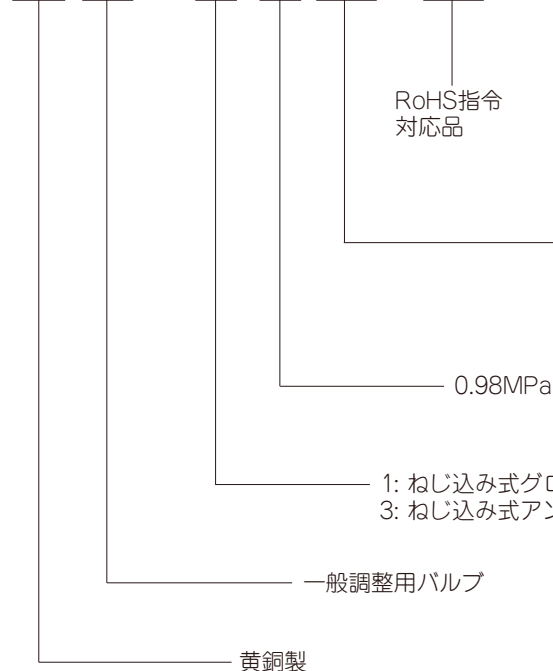 RoHS指令
対応品
0.98MPa
1: ねじ込み式グロ
3: ねじ込み式アン
一般調整用バルブ
黄銅製